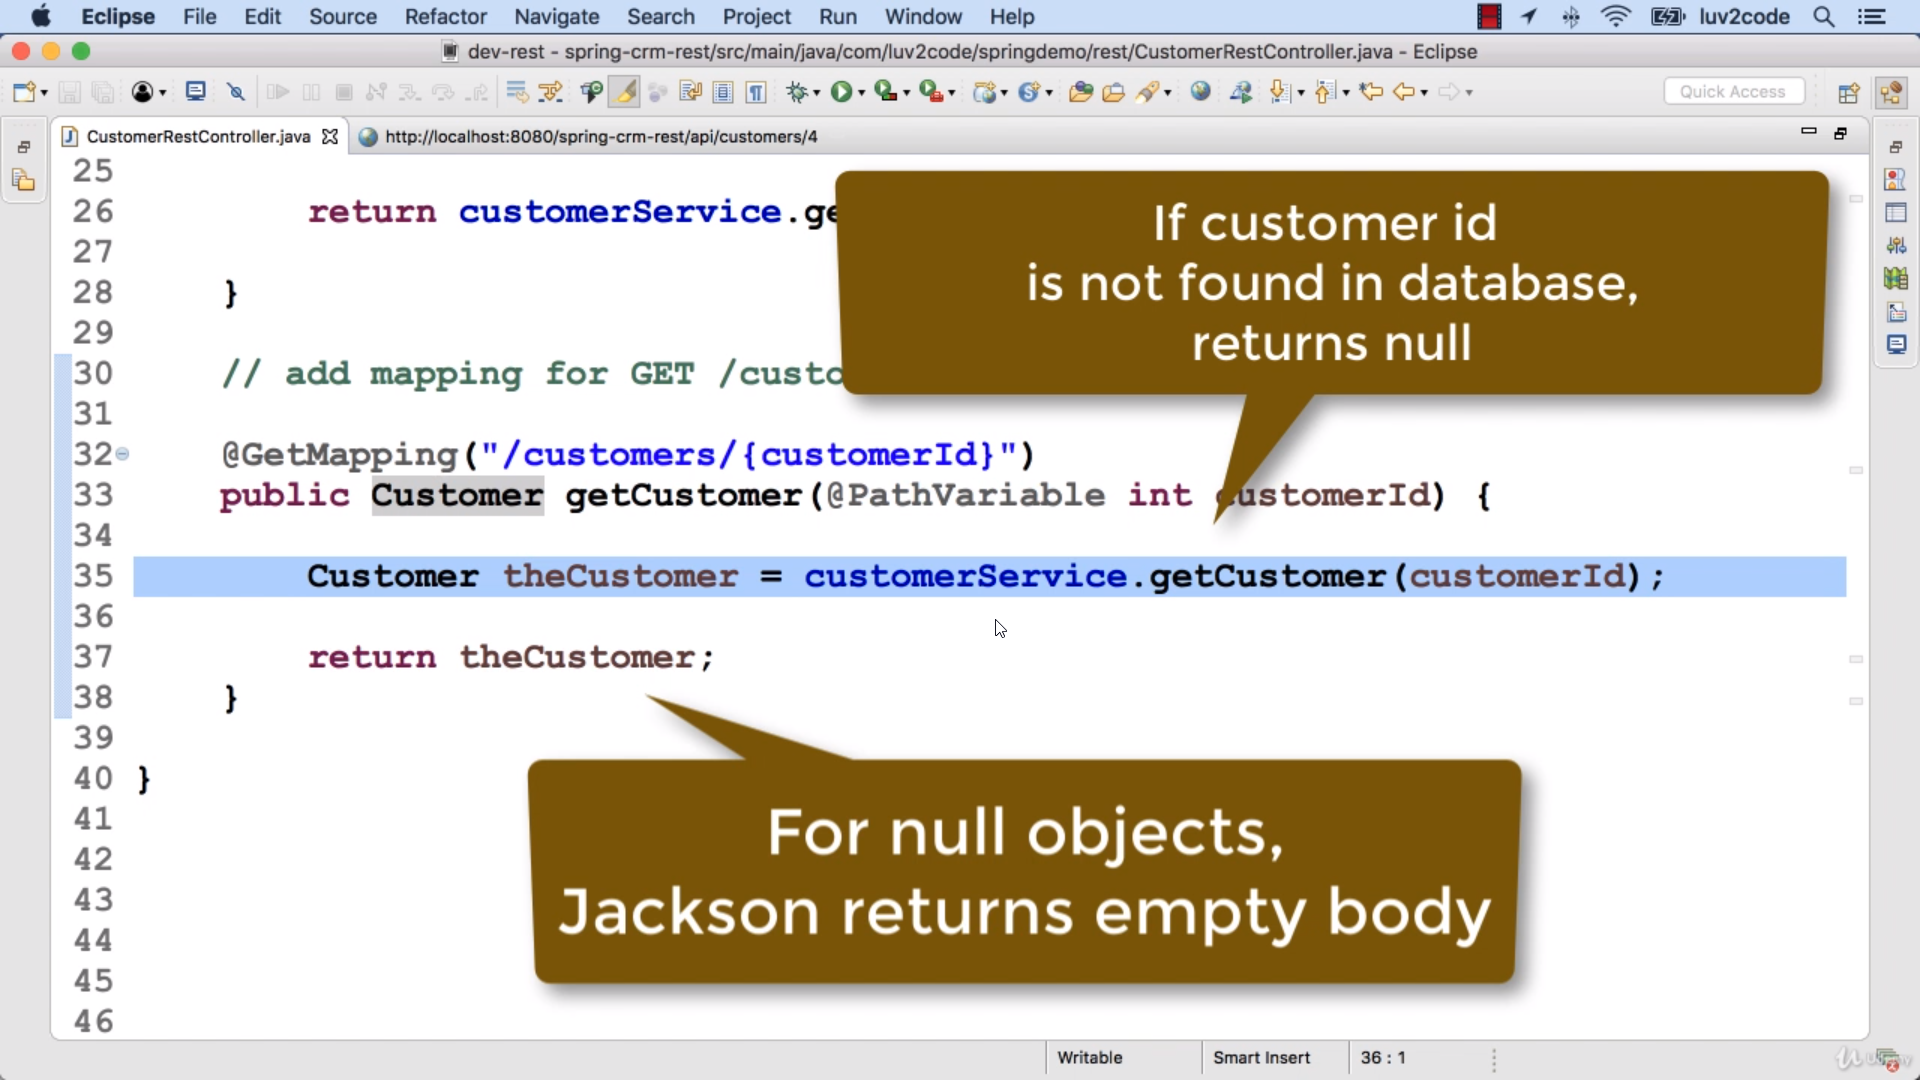 Eclipse File Edit Source Refactor Navigate Search Project Run Window Help luv2code
dev-rest - spring-crm-rest/src/main/java/com/luv2code/springdemo/rest/CustomerRestController.java - Eclipse
Quick Access
CustomerRestController.java http://localhost:8080/spring-crm-rest/api/customers/4
25
26 return customerService.ge
27
28 }
29
30 // add mapping for GET /custo
31
32 @GetMapping("/customers/{customerId}")
33 public Customer getCustomer(@PathVariable int customerId) {
34
35 Customer theCustomer = customerService.getCustomer(customerId);
36
37 return theCustomer;
38 }
39
40 }
41
42
43
44
45
46
If customer id
is not found in database,
returns null
For null objects,
Jackson returns empty body
Writable Smart Insert 36 : 1